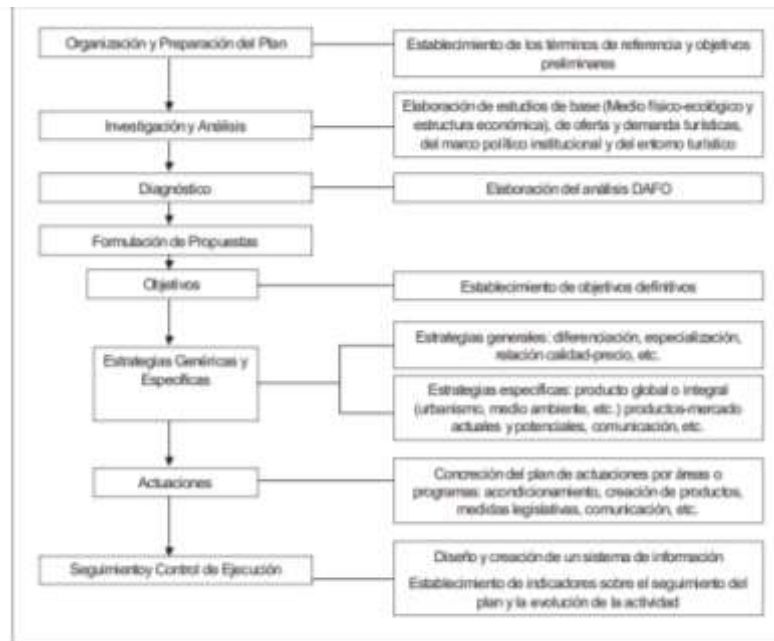 Organización y Preparación del Plan
Establecimiento de los términos de referencia y objetivos
preliminares
Investigación y Análisis
Elaboración de estudios de base (Medio físico-ecológico y
estructura económica), de oferta y demanda turísticas,
del marco político institucional y del entorno turístico
Diagnóstico
Elaboración del análisis DAFO
Formulación de Propuestas
Objetivos
Establecimiento de objetivos definitivos
Estrategias Genéricas y
Específicas
Estrategias generales: diferenciación, especialización,
relación calidad-precio, etc.
Estrategias específicas: producto global o integral
(urbanismo, medio ambiente, etc.) productos-mercado
actuales y potenciales, comunicación, etc.
Actuaciones
Concreción del plan de actuaciones por áreas o
programas: acondicionamiento, creación de productos,
medidas legislativas, comunicación, etc.
Seguimientoy Control de Ejecución
Diseño y creación de un sistema de información
Establecimiento de indicadores sobre el seguimiento del
plan y la evolución de la actividad